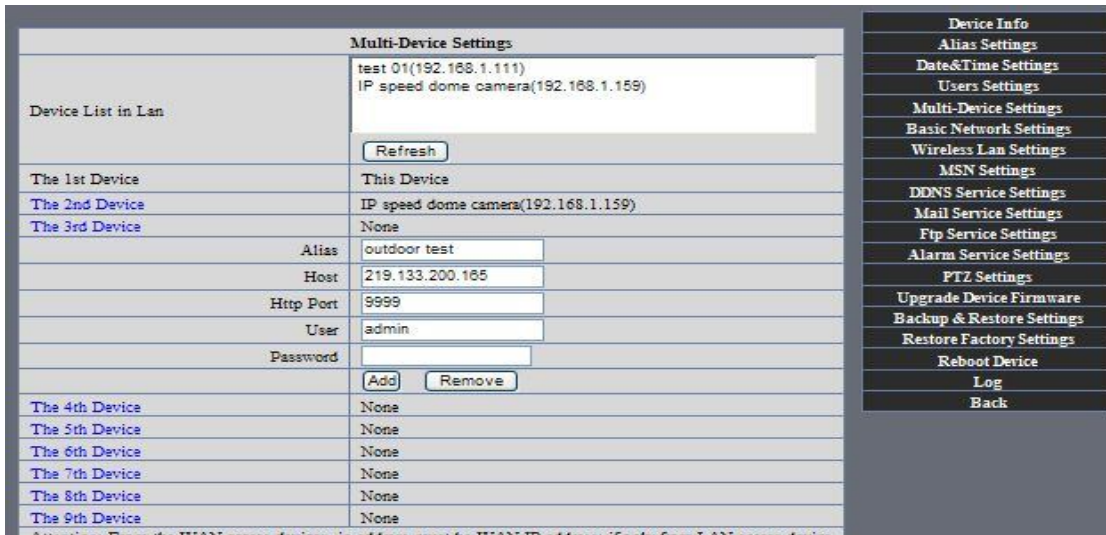 Multi-Device Settings
Device List in Lan
test 01(192.168.1.111)
IP speed dome camera(192.168.1.159)
Refresh
The 1st Device This Device
The 2nd Device IP speed dome camera(192.168.1.159)
The 3rd Device None
Alias outdoor test
Host 219.133.200.165
Http Port 9999
User admin
Password
Add Remove
The 4th Device None
The 5th Device None
The 6th Device None
The 7th Device None
The 8th Device None
The 9th Device None
Device Info
Alias Settings
Date&Time Settings
Users Settings
Multi-Device Settings
Basic Network Settings
Wireless Lan Settings
MSN Settings
DDNS Service Settings
Mail Service Settings
Ftp Service Settings
Alarm Service Settings
PTZ Settings
Upgrade Device Firmware
Backup & Restore Settings
Restore Factory Settings
Reboot Device
Log
Back